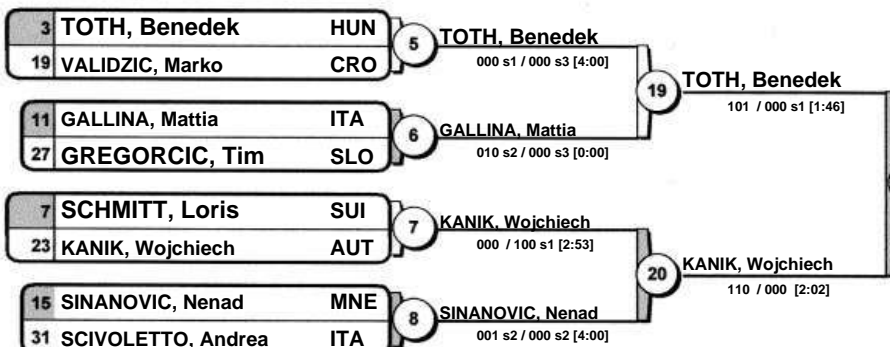 3 TOTH, Benedek HUN
19 VALIDZIC, Marko CRO
5
TOTH, Benedek
000 s1 / 000 s3 [4:00]
11 GALLINA, Mattia ITA
27 GREGORCIC, Tim SLO
6
GALLINA, Mattia
010 s2 / 000 s3 [0:00]
19
TOTH, Benedek
101 / 000 s1 [1:46]
7 SCHMITT, Loris SUI
23 KANIK, Wojchiech AUT
7
KANIK, Wojchiech
000 / 100 s1 [2:53]
15 SINANOVIC, Nenad MNE
31 SCIVOLETTO, Andrea ITA
8
SINANOVIC, Nenad
001 s2 / 000 s2 [4:00]
20
KANIK, Wojchiech
110 / 000 [2:02]